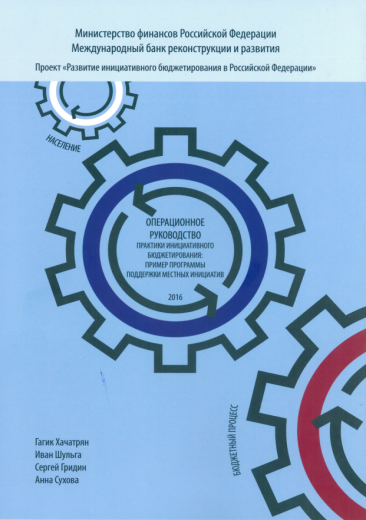 Министерство финансов Российской Федерации
Международный банк реконструкции и развития
Проект «Развитие инициативного бюджетирования в Российской Федерации»
НАСЕЛЕНИЕ
ОПЕРАЦИОННОЕ
РУКОВОДСТВО
ПРАКТИКИ ИНИЦИАТИВНОГО
БЮДЖЕТИРОВАНИЯ:
ПРИМЕР ПРОГРАММЫ
ПОДДЕРЖКИ МЕСТНЫХ ИНИЦИАТИВ
2016
БЮДЖЕТНЫЙ ПРОЦЕСС
Гагик Хачатрян
Иван Шульга
Сергей Гридин
Анна Сухова